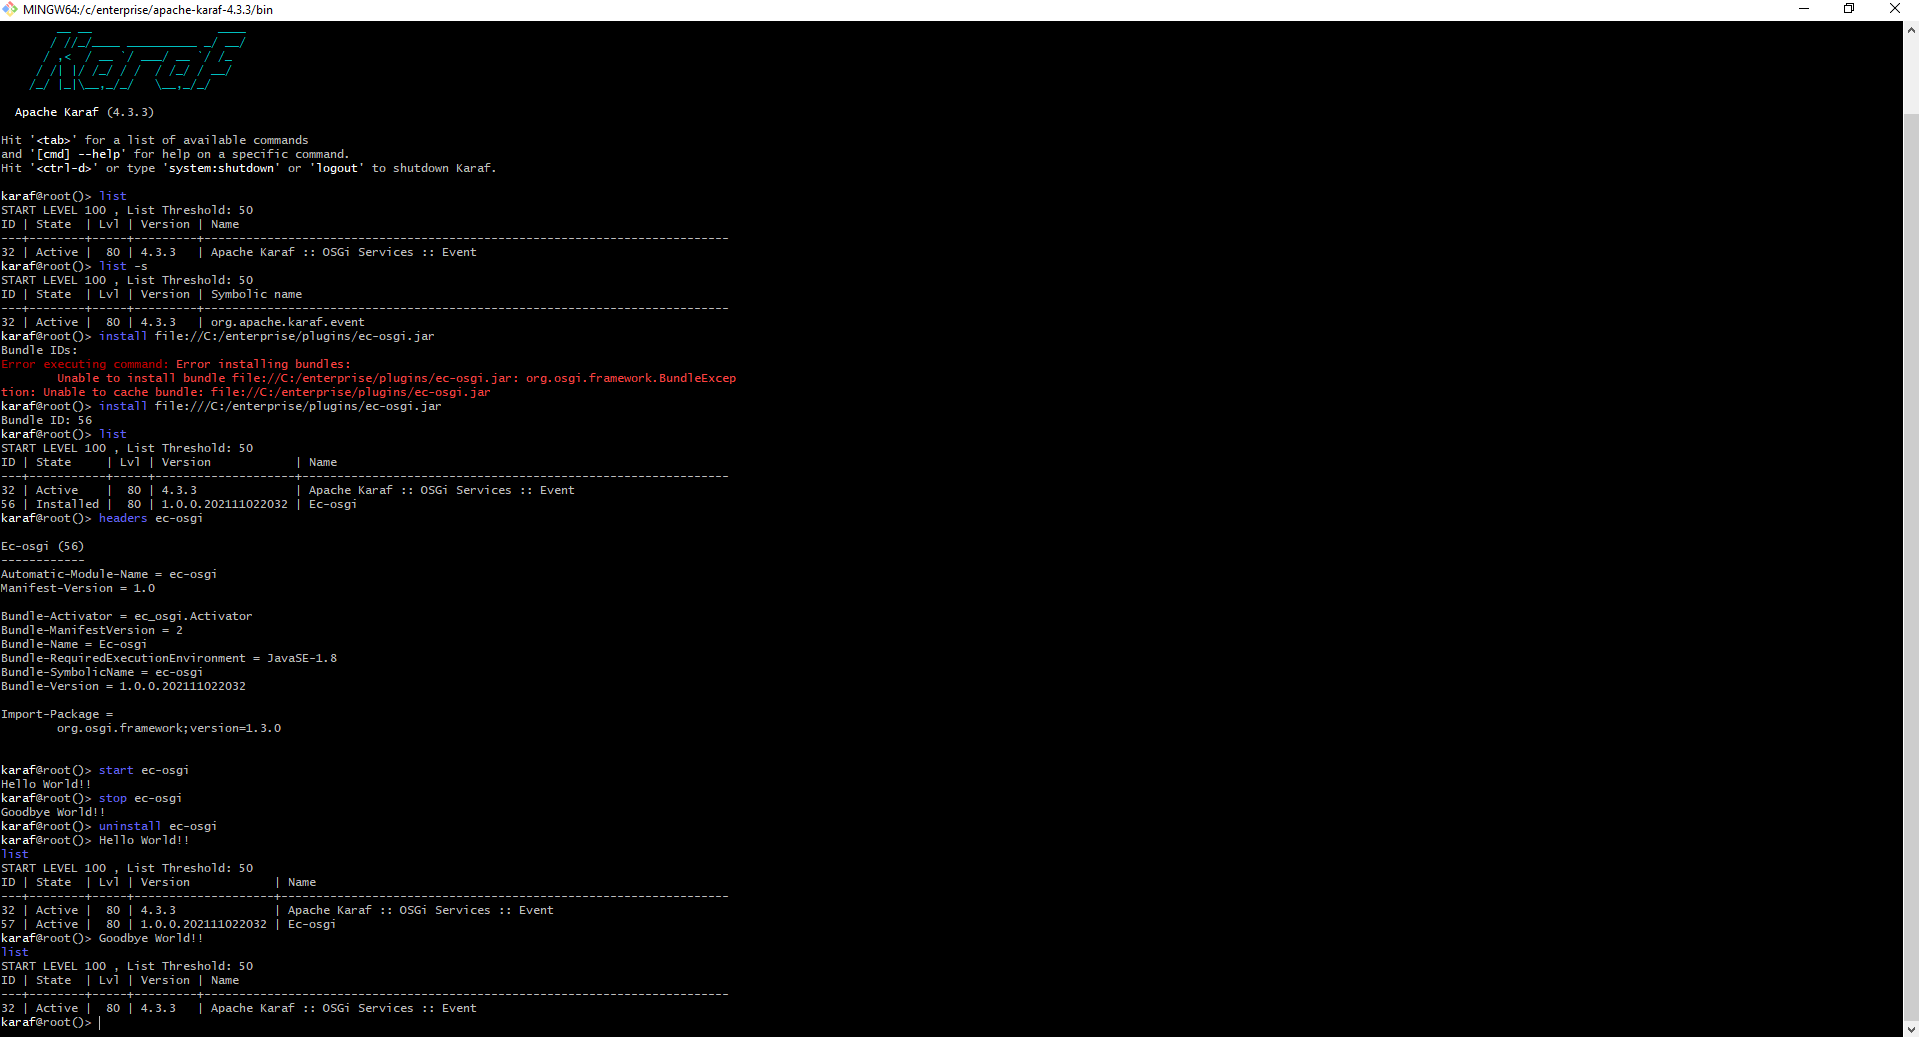 MINGW64:/c/enterprise/apache-karaf-4.3.3/bin
        __ __                  ____
       / //_/____ __________ _/ __/
      / ,<  / __ `/ ___/ __ `/ /_
     / /| |/ /_/ / /  / /_/ / __/
    /_/ |_|\__,_/_/   \__,_/_/
  Apache Karaf (4.3.3)
Hit '<tab>' for a list of available commands
and '[cmd] --help' for help on a specific command.
Hit '<ctrl-d>' or type 'system:shutdown' or 'logout' to shutdown Karaf.
karaf@root()> list
START LEVEL 100 , List Threshold: 50
ID | State  | Lvl | Version | Name
---+--------+-----+---------+---------------------------------------------------------------------------
32 | Active |  80 | 4.3.3   | Apache Karaf :: OSGi Services :: Event
karaf@root()> list -s
START LEVEL 100 , List Threshold: 50
ID | State  | Lvl | Version | Symbolic name
---+--------+-----+---------+---------------------------------------------------------------------------
32 | Active |  80 | 4.3.3   | org.apache.karaf.event
karaf@root()> install file://C:/enterprise/plugins/ec-osgi.jar
Bundle IDs:
Error executing command: Error installing bundles:
        Unable to install bundle file://C:/enterprise/plugins/ec-osgi.jar: org.osgi.framework.BundleExcep
tion: Unable to cache bundle: file://C:/enterprise/plugins/ec-osgi.jar
karaf@root()> install file:///C:/enterprise/plugins/ec-osgi.jar
Bundle ID: 56
karaf@root()> list
START LEVEL 100 , List Threshold: 50
ID | State     | Lvl | Version            | Name
---+-----------+-----+--------------------+-------------------------------------------------------------
32 | Active    |  80 | 4.3.3              | Apache Karaf :: OSGi Services :: Event
56 | Installed |  80 | 1.0.0.202111022032 | Ec-osgi
karaf@root()> headers ec-osgi
Ec-osgi (56)
------------
Automatic-Module-Name = ec-osgi
Manifest-Version = 1.0
Bundle-Activator = ec_osgi.Activator
Bundle-ManifestVersion = 2
Bundle-Name = Ec-osgi
Bundle-RequiredExecutionEnvironment = JavaSE-1.8
Bundle-SymbolicName = ec-osgi
Bundle-Version = 1.0.0.202111022032
Import-Package =
        org.osgi.framework;version=1.3.0
karaf@root()> start ec-osgi
Hello World!!
karaf@root()> stop ec-osgi
Goodbye World!!
karaf@root()> uninstall ec-osgi
karaf@root()> Hello World!!
list
START LEVEL 100 , List Threshold: 50
ID | State  | Lvl | Version            | Name
---+--------+-----+--------------------+----------------------------------------------------------------
32 | Active |  80 | 4.3.3              | Apache Karaf :: OSGi Services :: Event
57 | Active |  80 | 1.0.0.202111022032 | Ec-osgi
karaf@root()> Goodbye World!!
list
START LEVEL 100 , List Threshold: 50
ID | State  | Lvl | Version | Name
---+--------+-----+---------+---------------------------------------------------------------------------
32 | Active |  80 | 4.3.3   | Apache Karaf :: OSGi Services :: Event
karaf@root()>